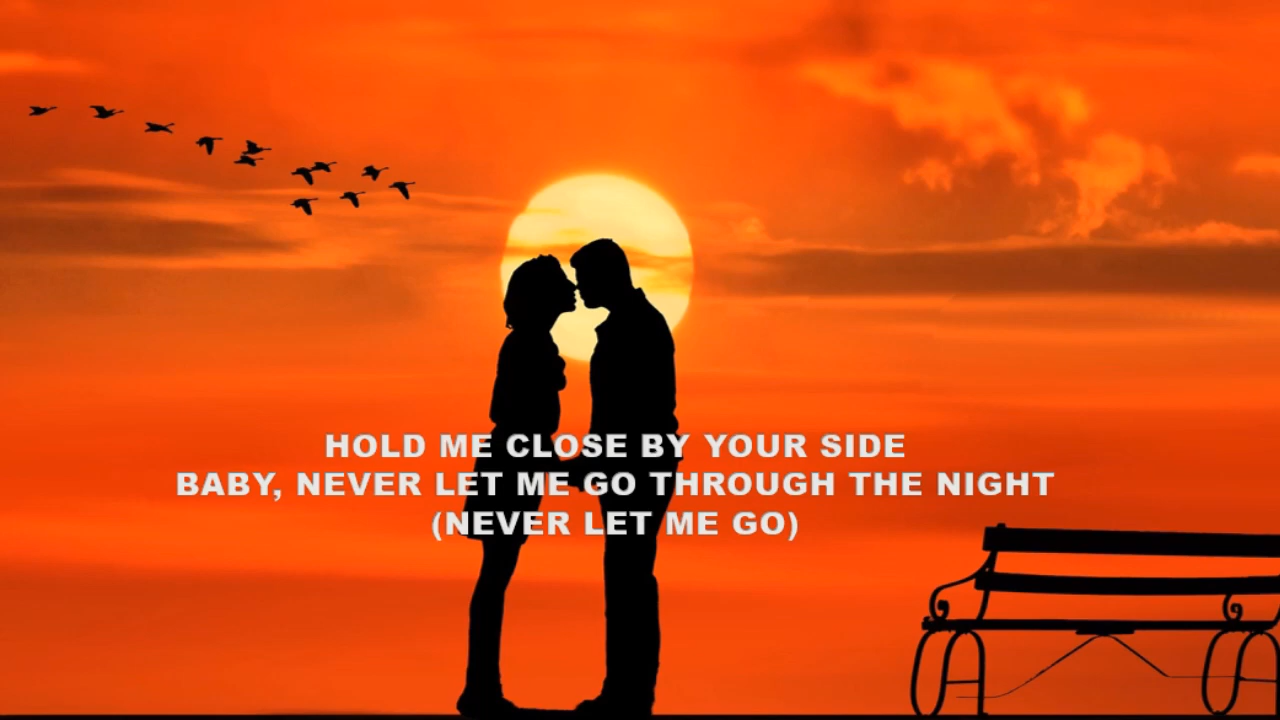 HOLD ME CLOSE BY YOUR SIDE
BABY, NEVER LET ME GO THROUGH THE NIGHT
(NEVER LET ME GO)